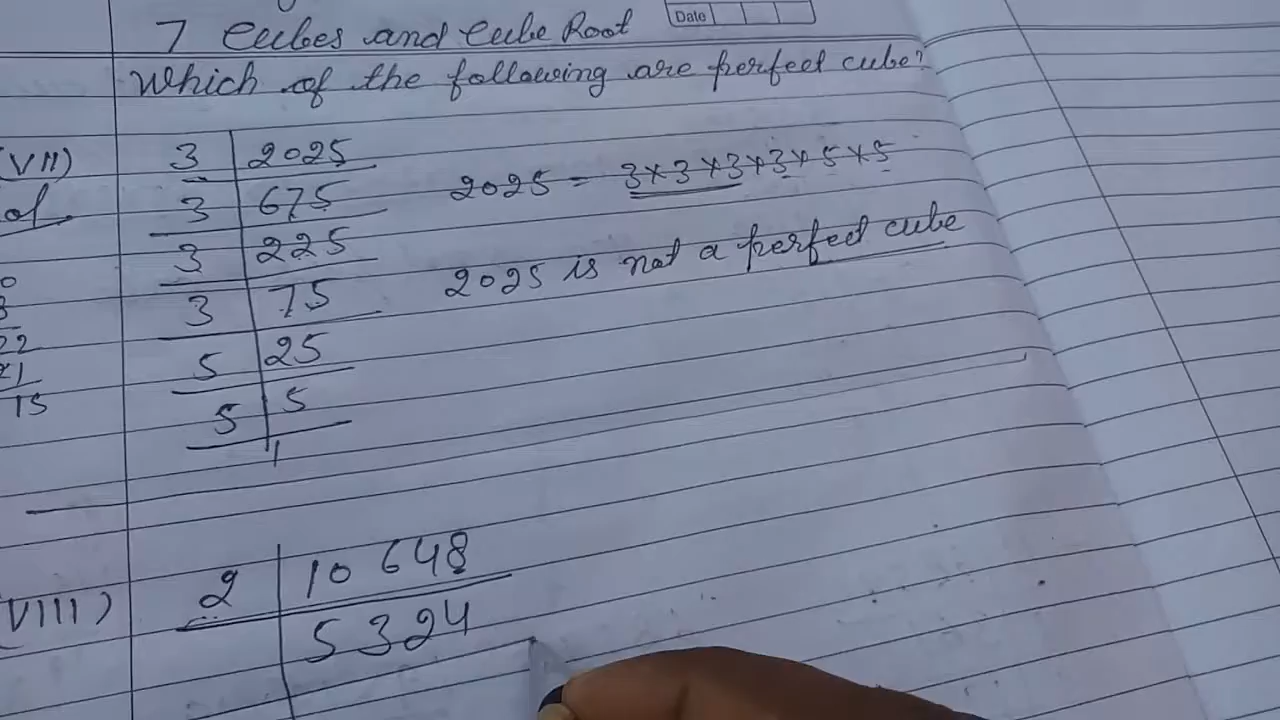 Date
7 Cubes and Cube Root
Which of the following are perfect cube?
(VII) 3 2025
2025 = 3×3×3×3×5×5
3 675
3 225
2025 is not a perfect cube
3 75
5 25
5 5
1
22
15
(VIII) 2 10648
5324